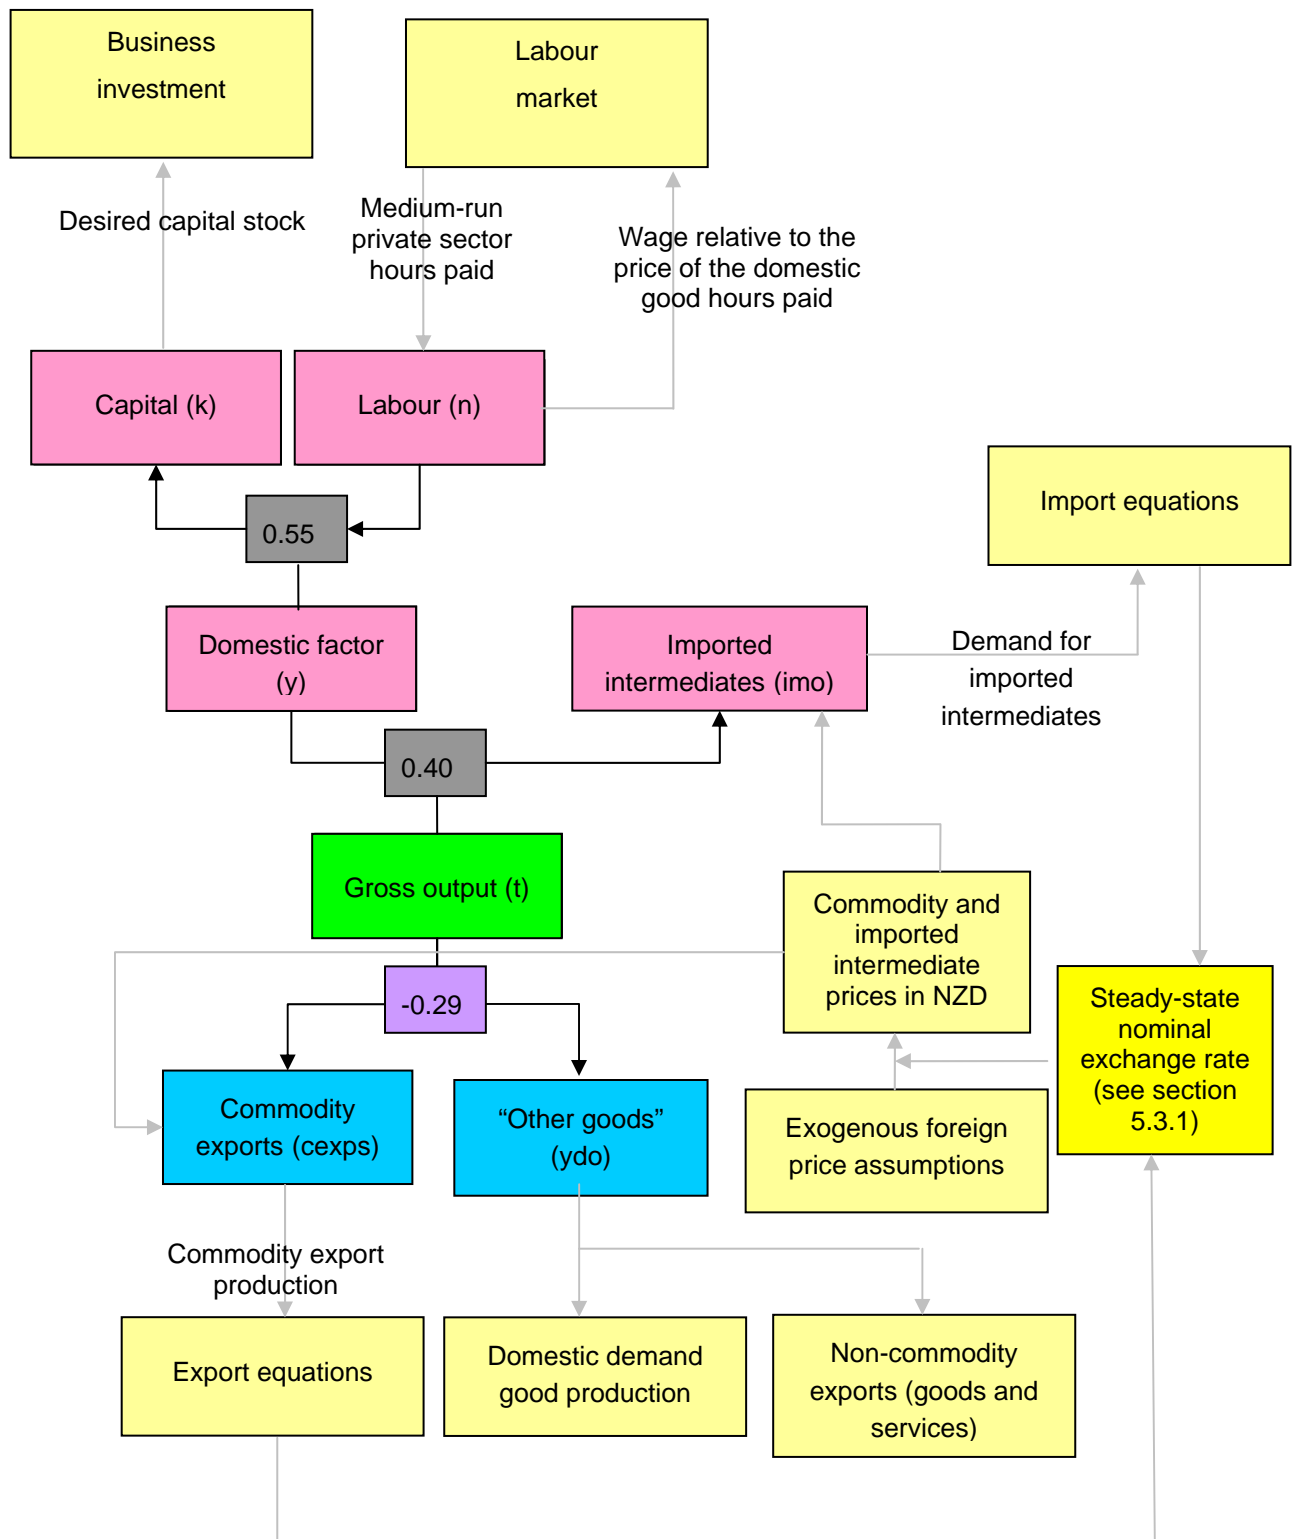 Business
investment
Labour
market
Desired capital stock
Medium-run
private sector
hours paid
Wage relative to the
price of the domestic
good hours paid
Capital (k)
Labour (n)
0.55
Import equations
Domestic factor
(y)
Imported
intermediates (imo)
Demand for
imported
intermediates
0.40
Gross output (t)
Commodity and
imported
intermediate
prices in NZD
-0.29
Steady-state
nominal
exchange rate
(see section
5.3.1)
Commodity
exports (cexps)
“Other goods”
(ydo)
Exogenous foreign
price assumptions
Commodity export
production
Export equations
Domestic demand
good production
Non-commodity
exports (goods and
services)